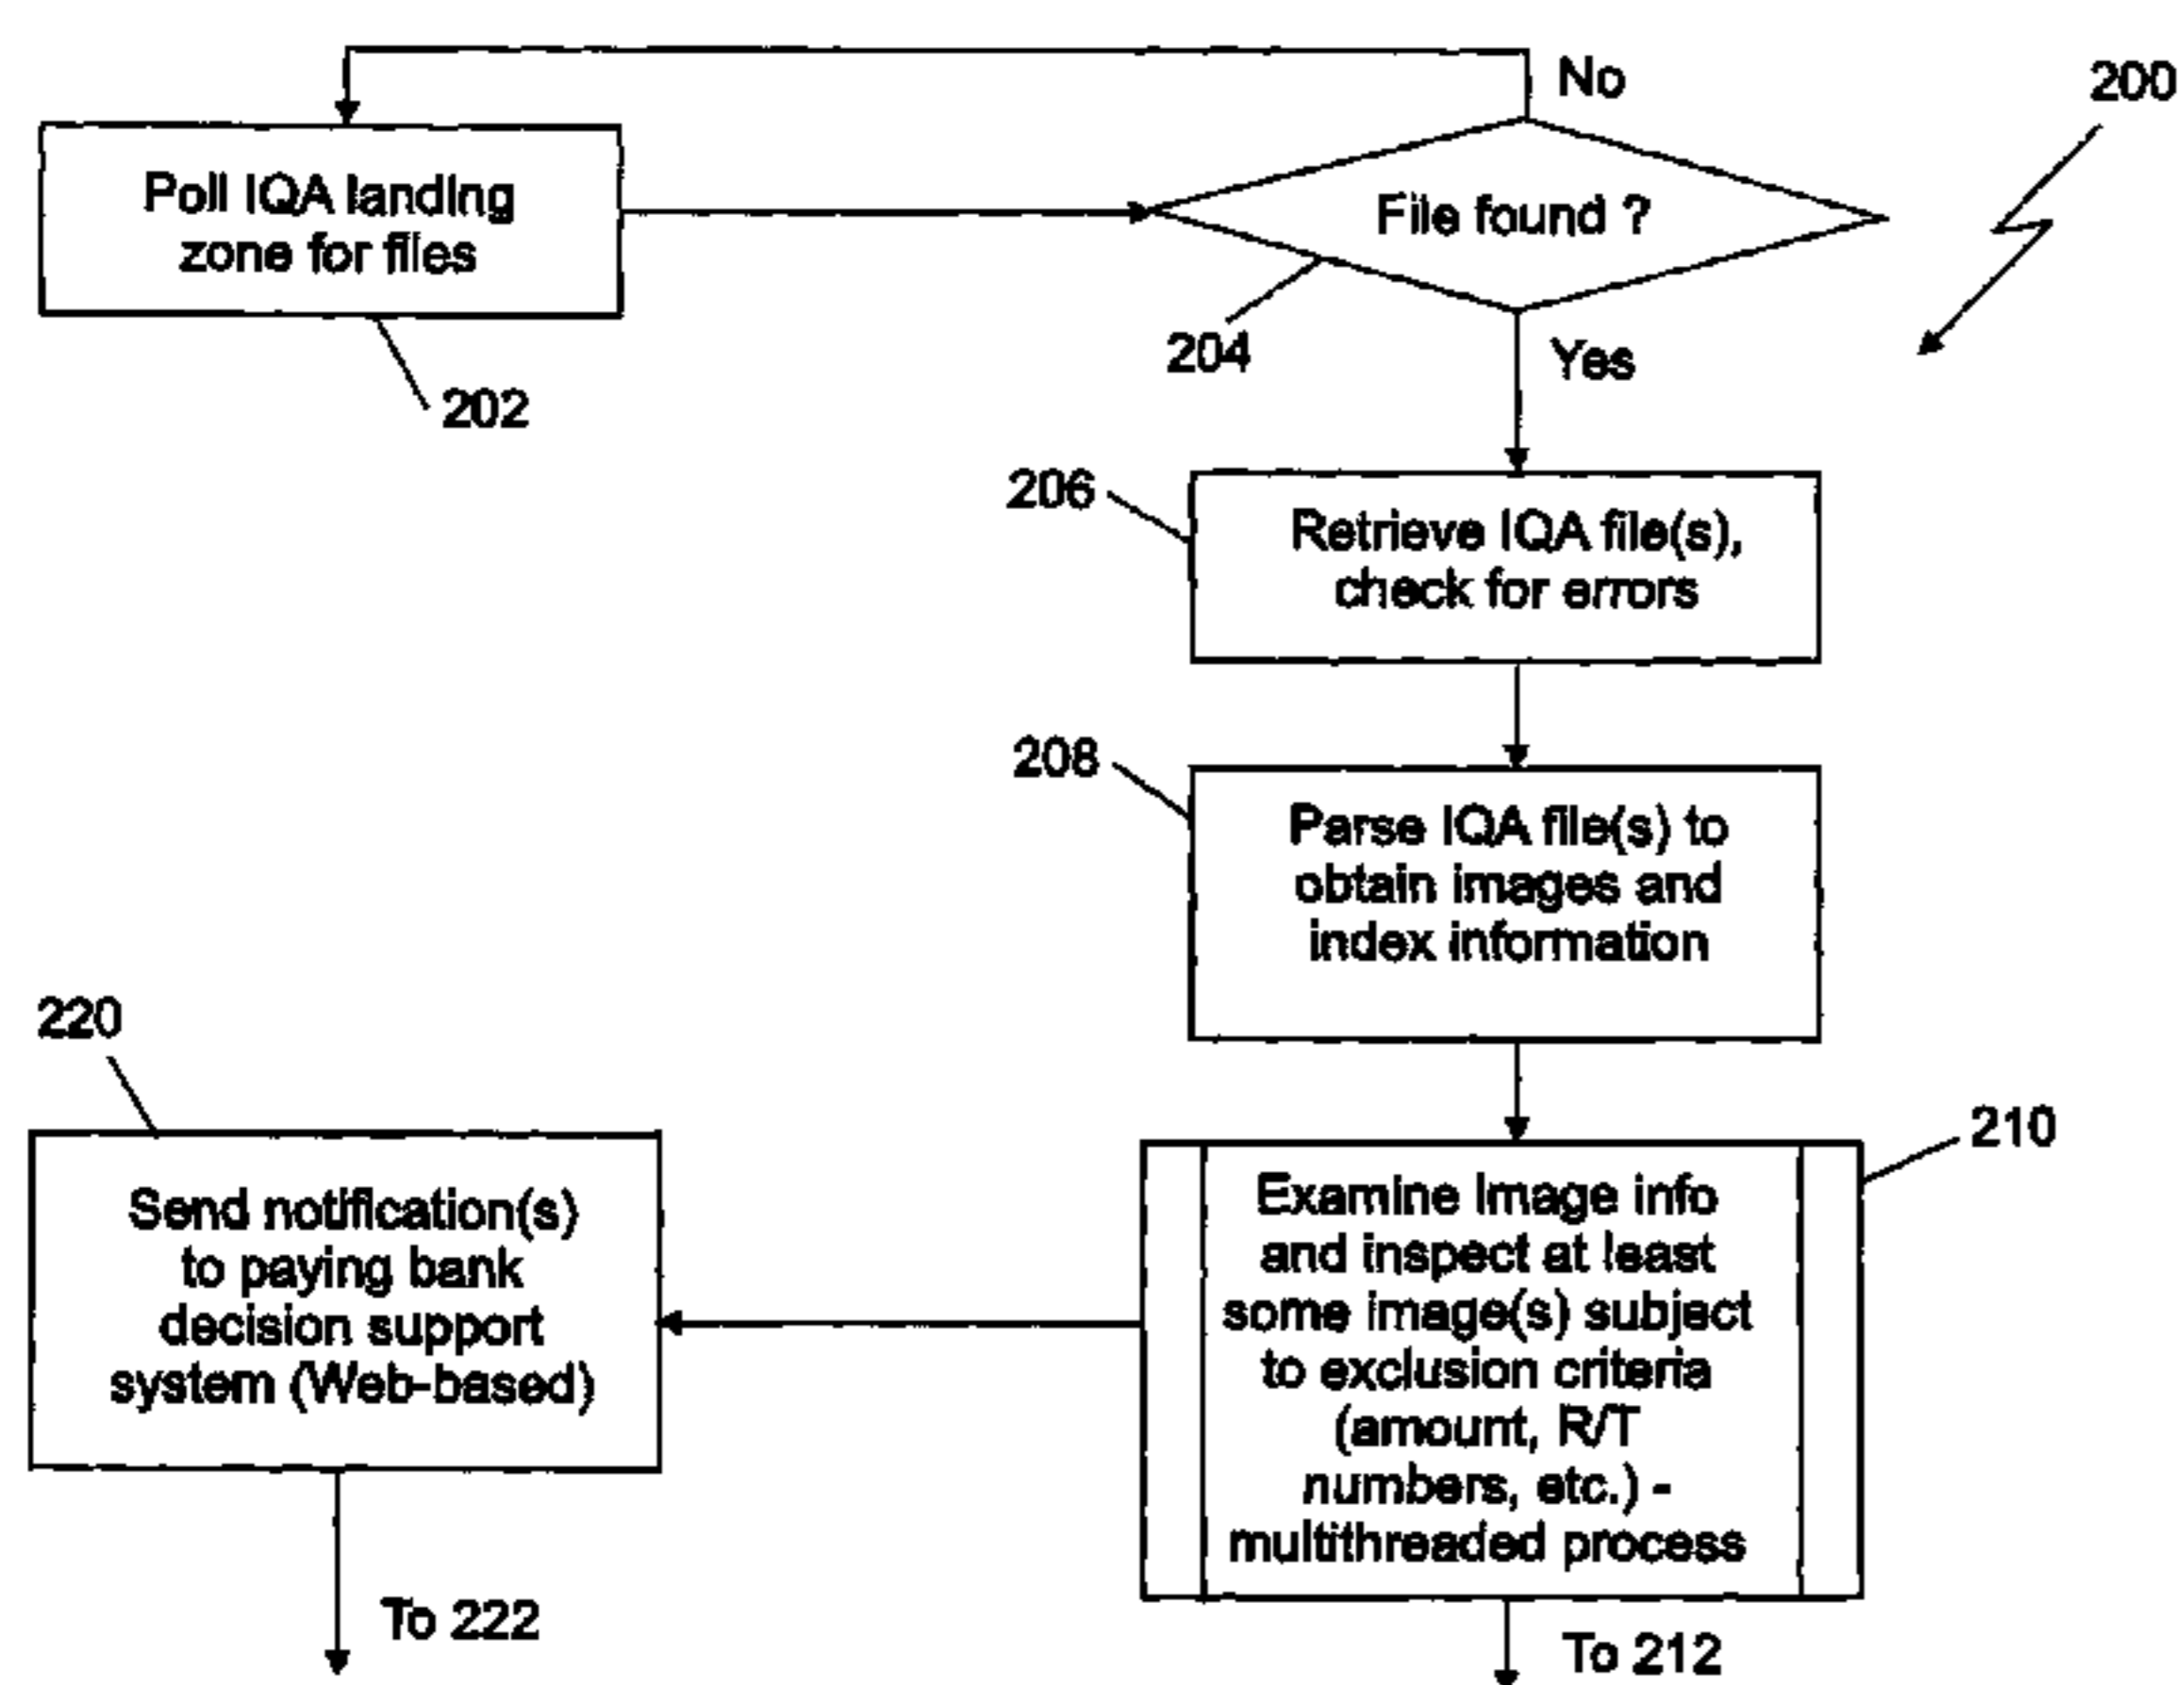 No
200
Poll IQA landing
zone for files
File found ?
204
Yes
202
206
Retrieve IQA file(s),
check for errors
208
Parse IQA file(s) to
obtain images and
index information
220
210
Send notification(s)
to paying bank
decision support
system (Web-based)
Examine image info
and inspect at least
some image(s) subject
to exclusion criteria
(amount, R/T
numbers, etc.) -
multithreaded process
To 222
To 212